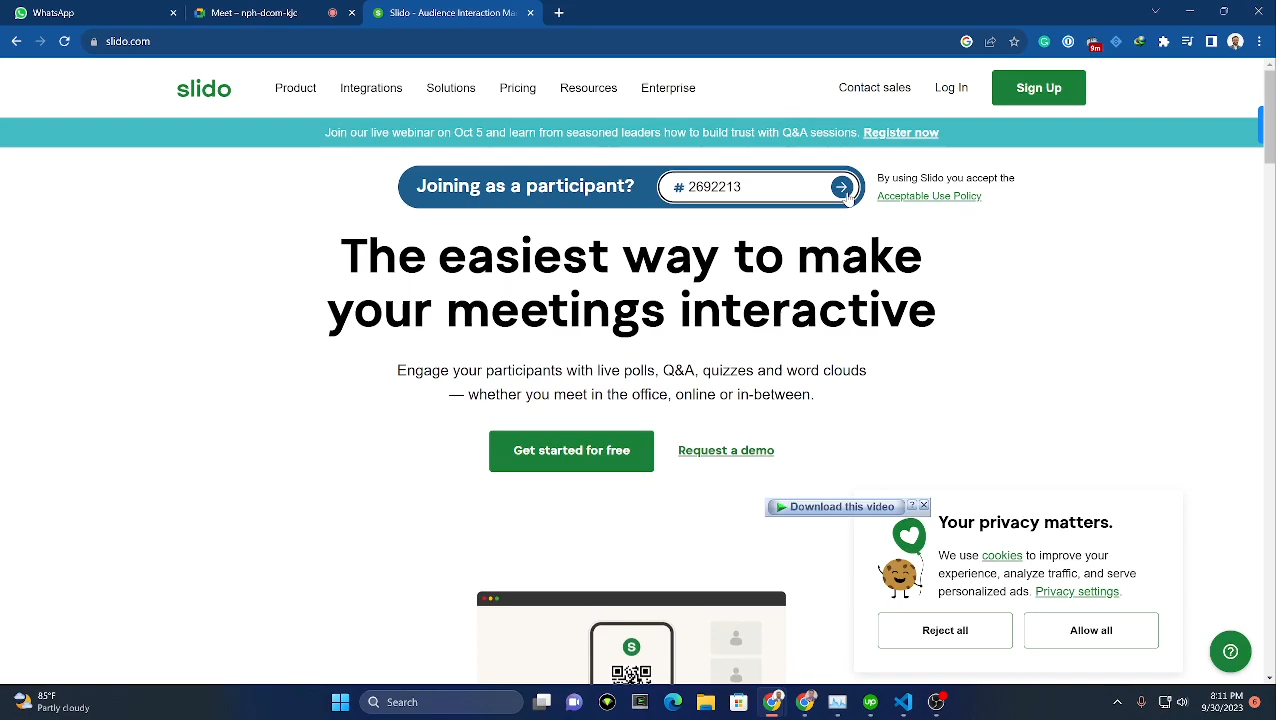 WhatsApp
Meet – nph-dcom-kjc
Slido - Audience Interaction Ma
slido.com
9m
slido
Product
Integrations
Solutions
Pricing
Resources
Enterprise
Contact sales
Log In
Sign Up
Join our live webinar on Oct 5 and learn from seasoned leaders how to build trust with Q&A sessions. Register now
Joining as a participant?
# 2692213
By using Slido you accept the
Acceptable Use Policy
The easiest way to make
your meetings interactive
Engage your participants with live polls, Q&A, quizzes and word clouds
— whether you meet in the office, online or in-between.
Get started for free
Request a demo
Download this video
?
Your privacy matters.
We use cookies to improve your
experience, analyze traffic, and serve
personalized ads. Privacy settings.
Reject all
Allow all
S
85°F
Partly cloudy
Search
up
8:11 PM
9/30/2023
6